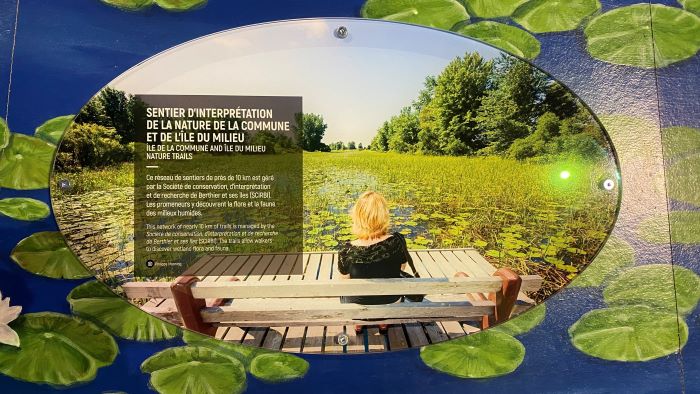 SENTIER D'INTERPRÉTATION
DE LA NATURE DE LA COMMUNE
ET DE L'ÎLE DU MILIEU
ÎLE DE LA COMMUNE AND ÎLE DU MILIEU
NATURE TRAILS
Ce réseau de sentiers de près de 10 km est géré
par la Société de conservation, d'interprétation
et de recherche de Berthier et ses îles (SCIRBI).
Les promeneurs y découvrent la flore et la faune
des milieux humides.
This network of nearly 10 km of trails is managed by the
Société de conservation, d'interprétation et de recherche
de Berthier et ses îles (SCIRBI). The trails allow walkers
to discover wetland flora and fauna.
Philippe Manning